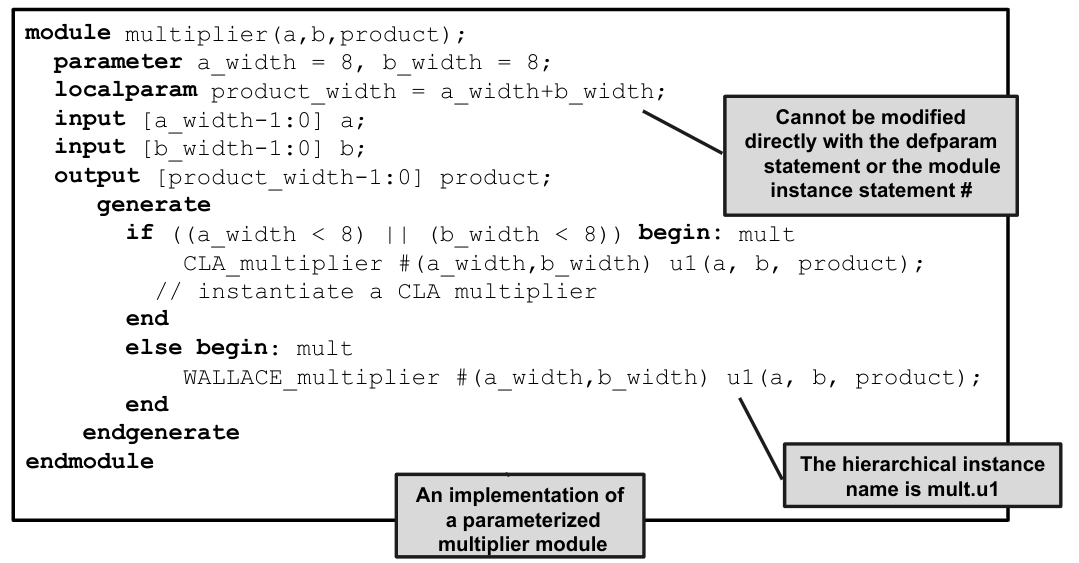 module multiplier(a,b,product);
parameter a_width = 8, b_width = 8;
localparam product_width = a_width+b_width;
input [a_width-1:0] a;
input [b_width-1:0] b;
output [product_width-1:0] product;
generate
if ((a_width < 8) || (b_width < 8)) begin: mult
CLA_multiplier #(a_width,b_width) u1(a, b, product);
// instantiate a CLA multiplier
end
else begin: mult
WALLACE_multiplier #(a_width,b_width) u1(a, b, product);
end
endgenerate
endmodule
Cannot be modified
directly with the defparam
statement or the module
instance statement #
The hierarchical instance
name is mult.u1
An implementation of
a parameterized
multiplier module